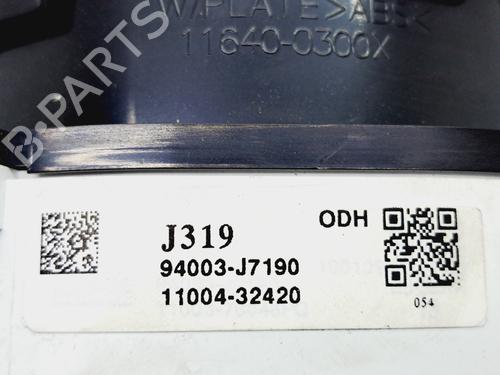 W/PLATE>ABS<
11640-0300X
B-PARTS
J319
ODH
94003-J7190
11004-32420
054